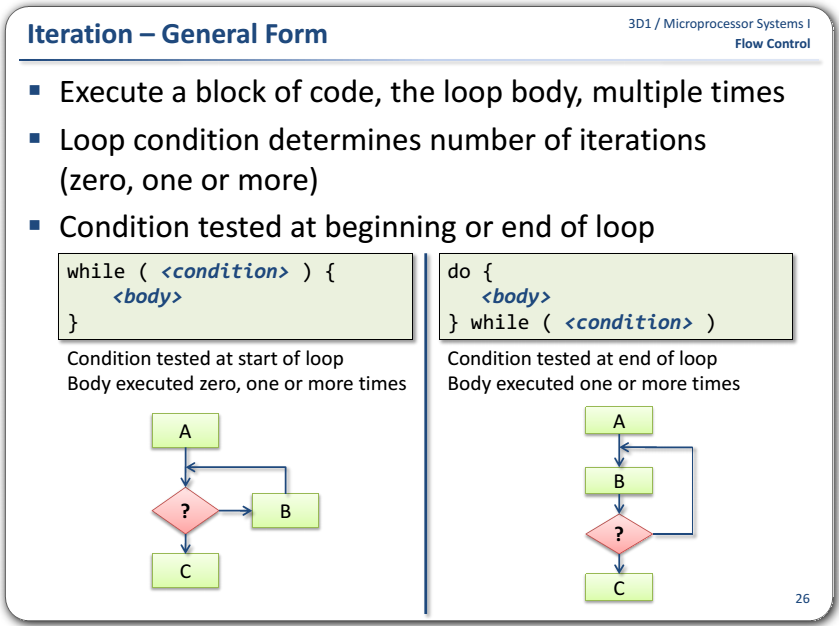 Iteration – General Form
3D1 / Microprocessor Systems I
Flow Control
▪ Execute a block of code, the loop body, multiple times
▪ Loop condition determines number of iterations
(zero, one or more)
▪ Condition tested at beginning or end of loop
while ( <condition> ) {
<body>
}
Condition tested at start of loop
Body executed zero, one or more times
A
?
B
C
do {
<body>
} while ( <condition> )
Condition tested at end of loop
Body executed one or more times
A
B
?
C
26